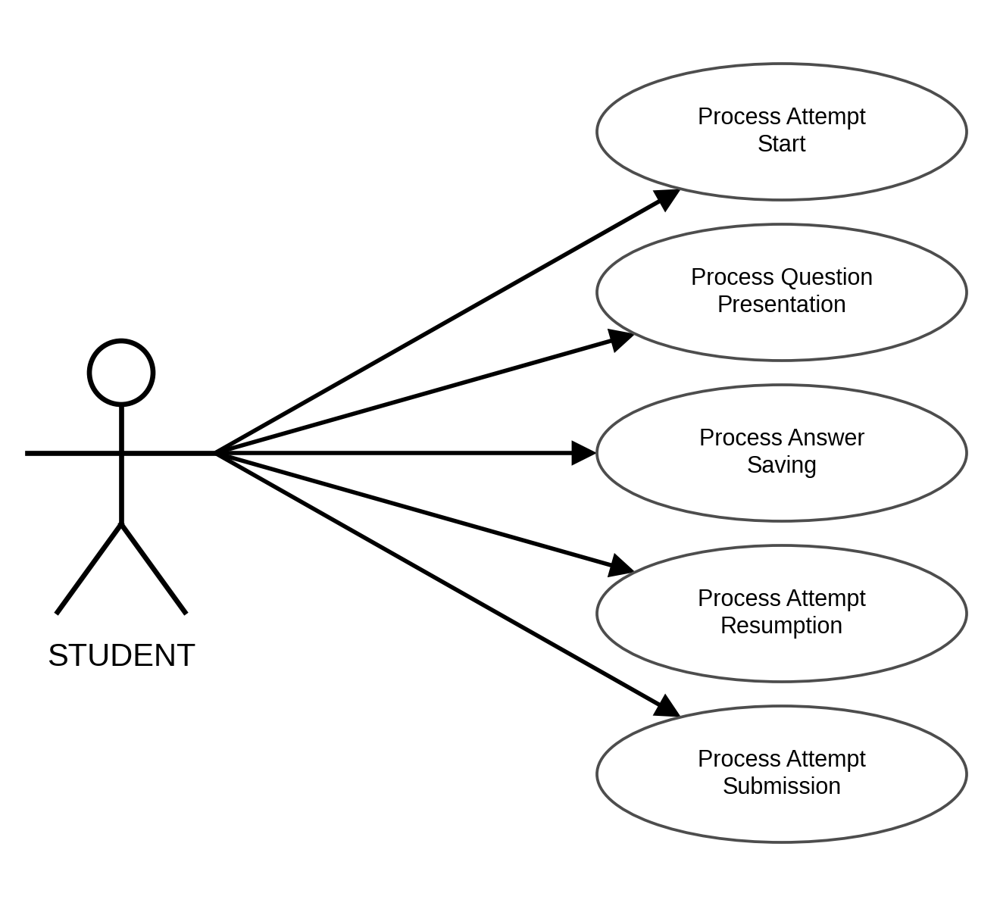 Process Attempt
Start
Process Question
Presentation
Process Answer
Saving
Process Attempt
Resumption
STUDENT
Process Attempt
Submission